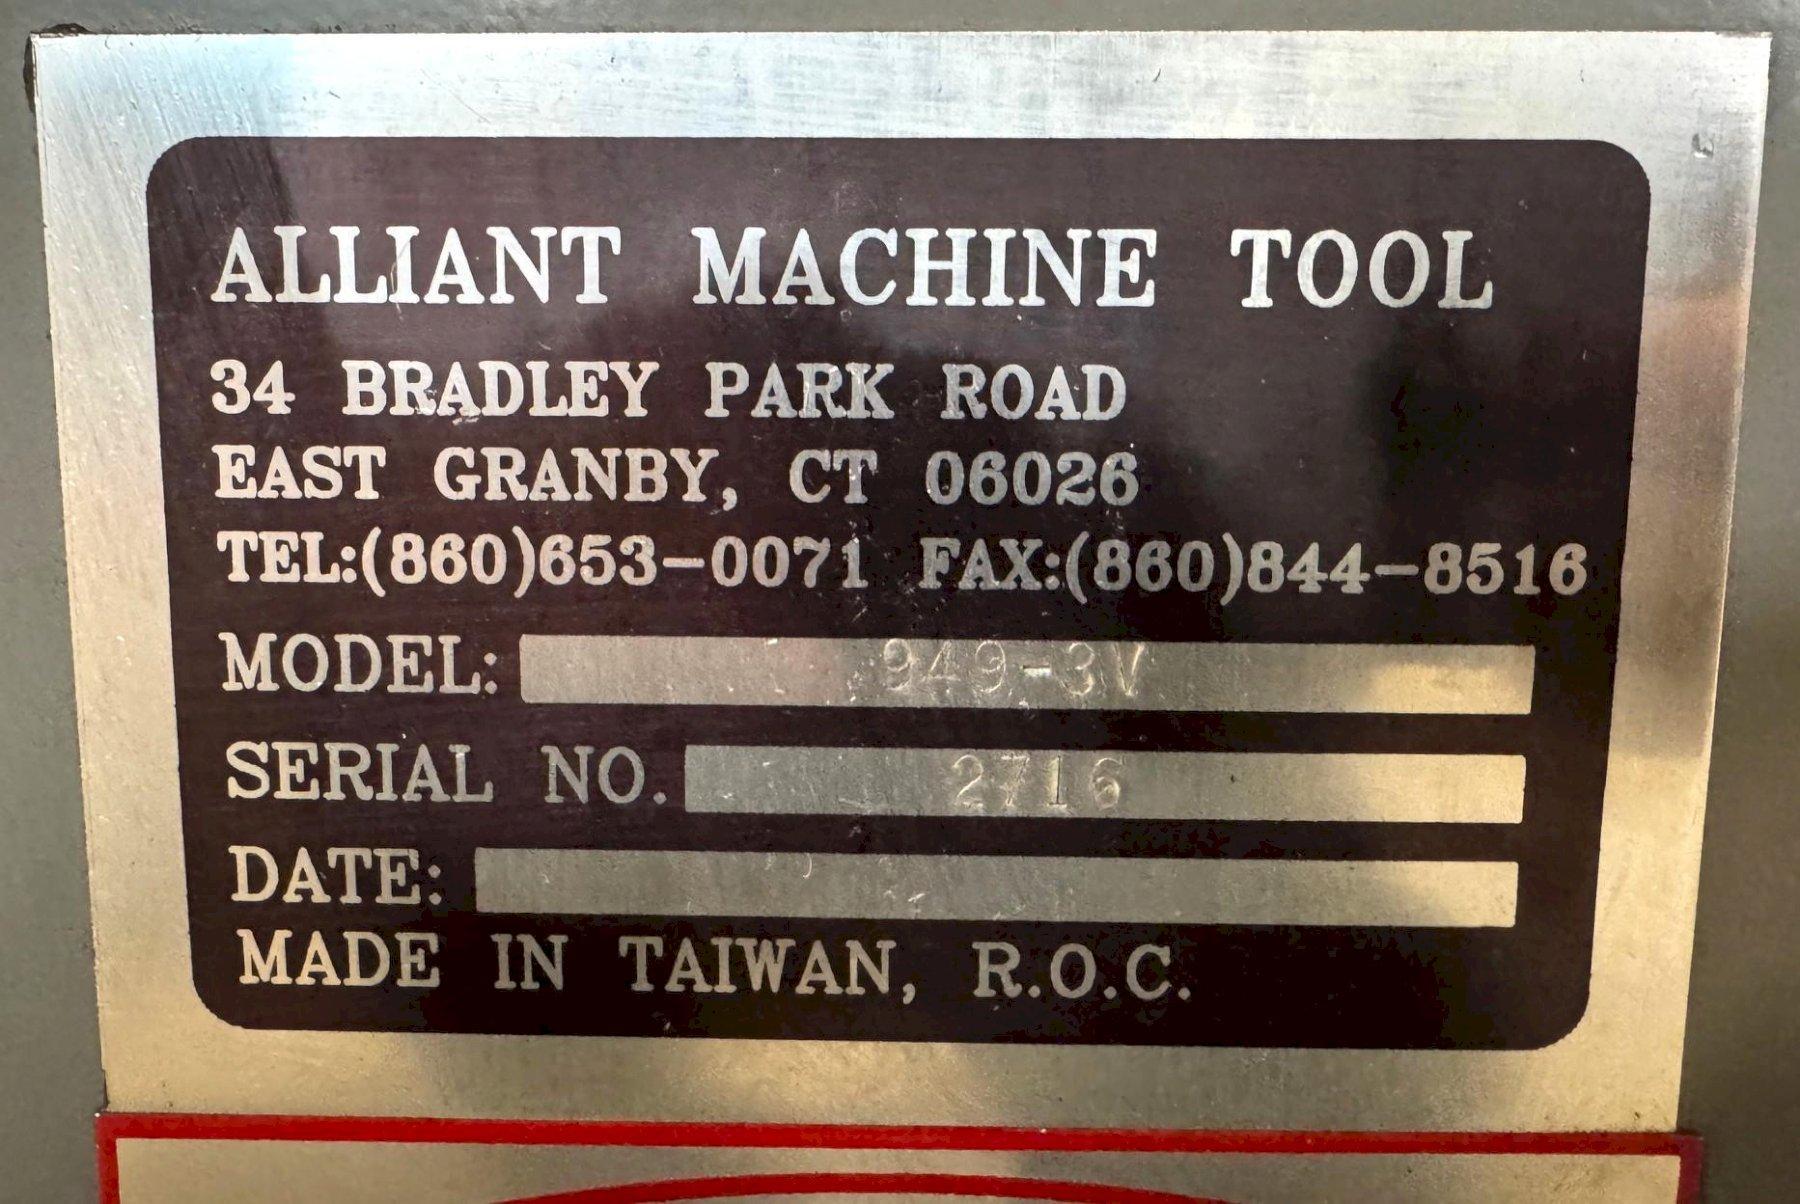 ALLIANT MACHINE TOOL
34 BRADLEY PARK ROAD
EAST GRANBY, CT 06026
TEL:(860)653-0071 FAX:(860)844-8516
MODEL: 949-3V
SERIAL NO. 2716
DATE:
MADE IN TAIWAN, R.O.C.